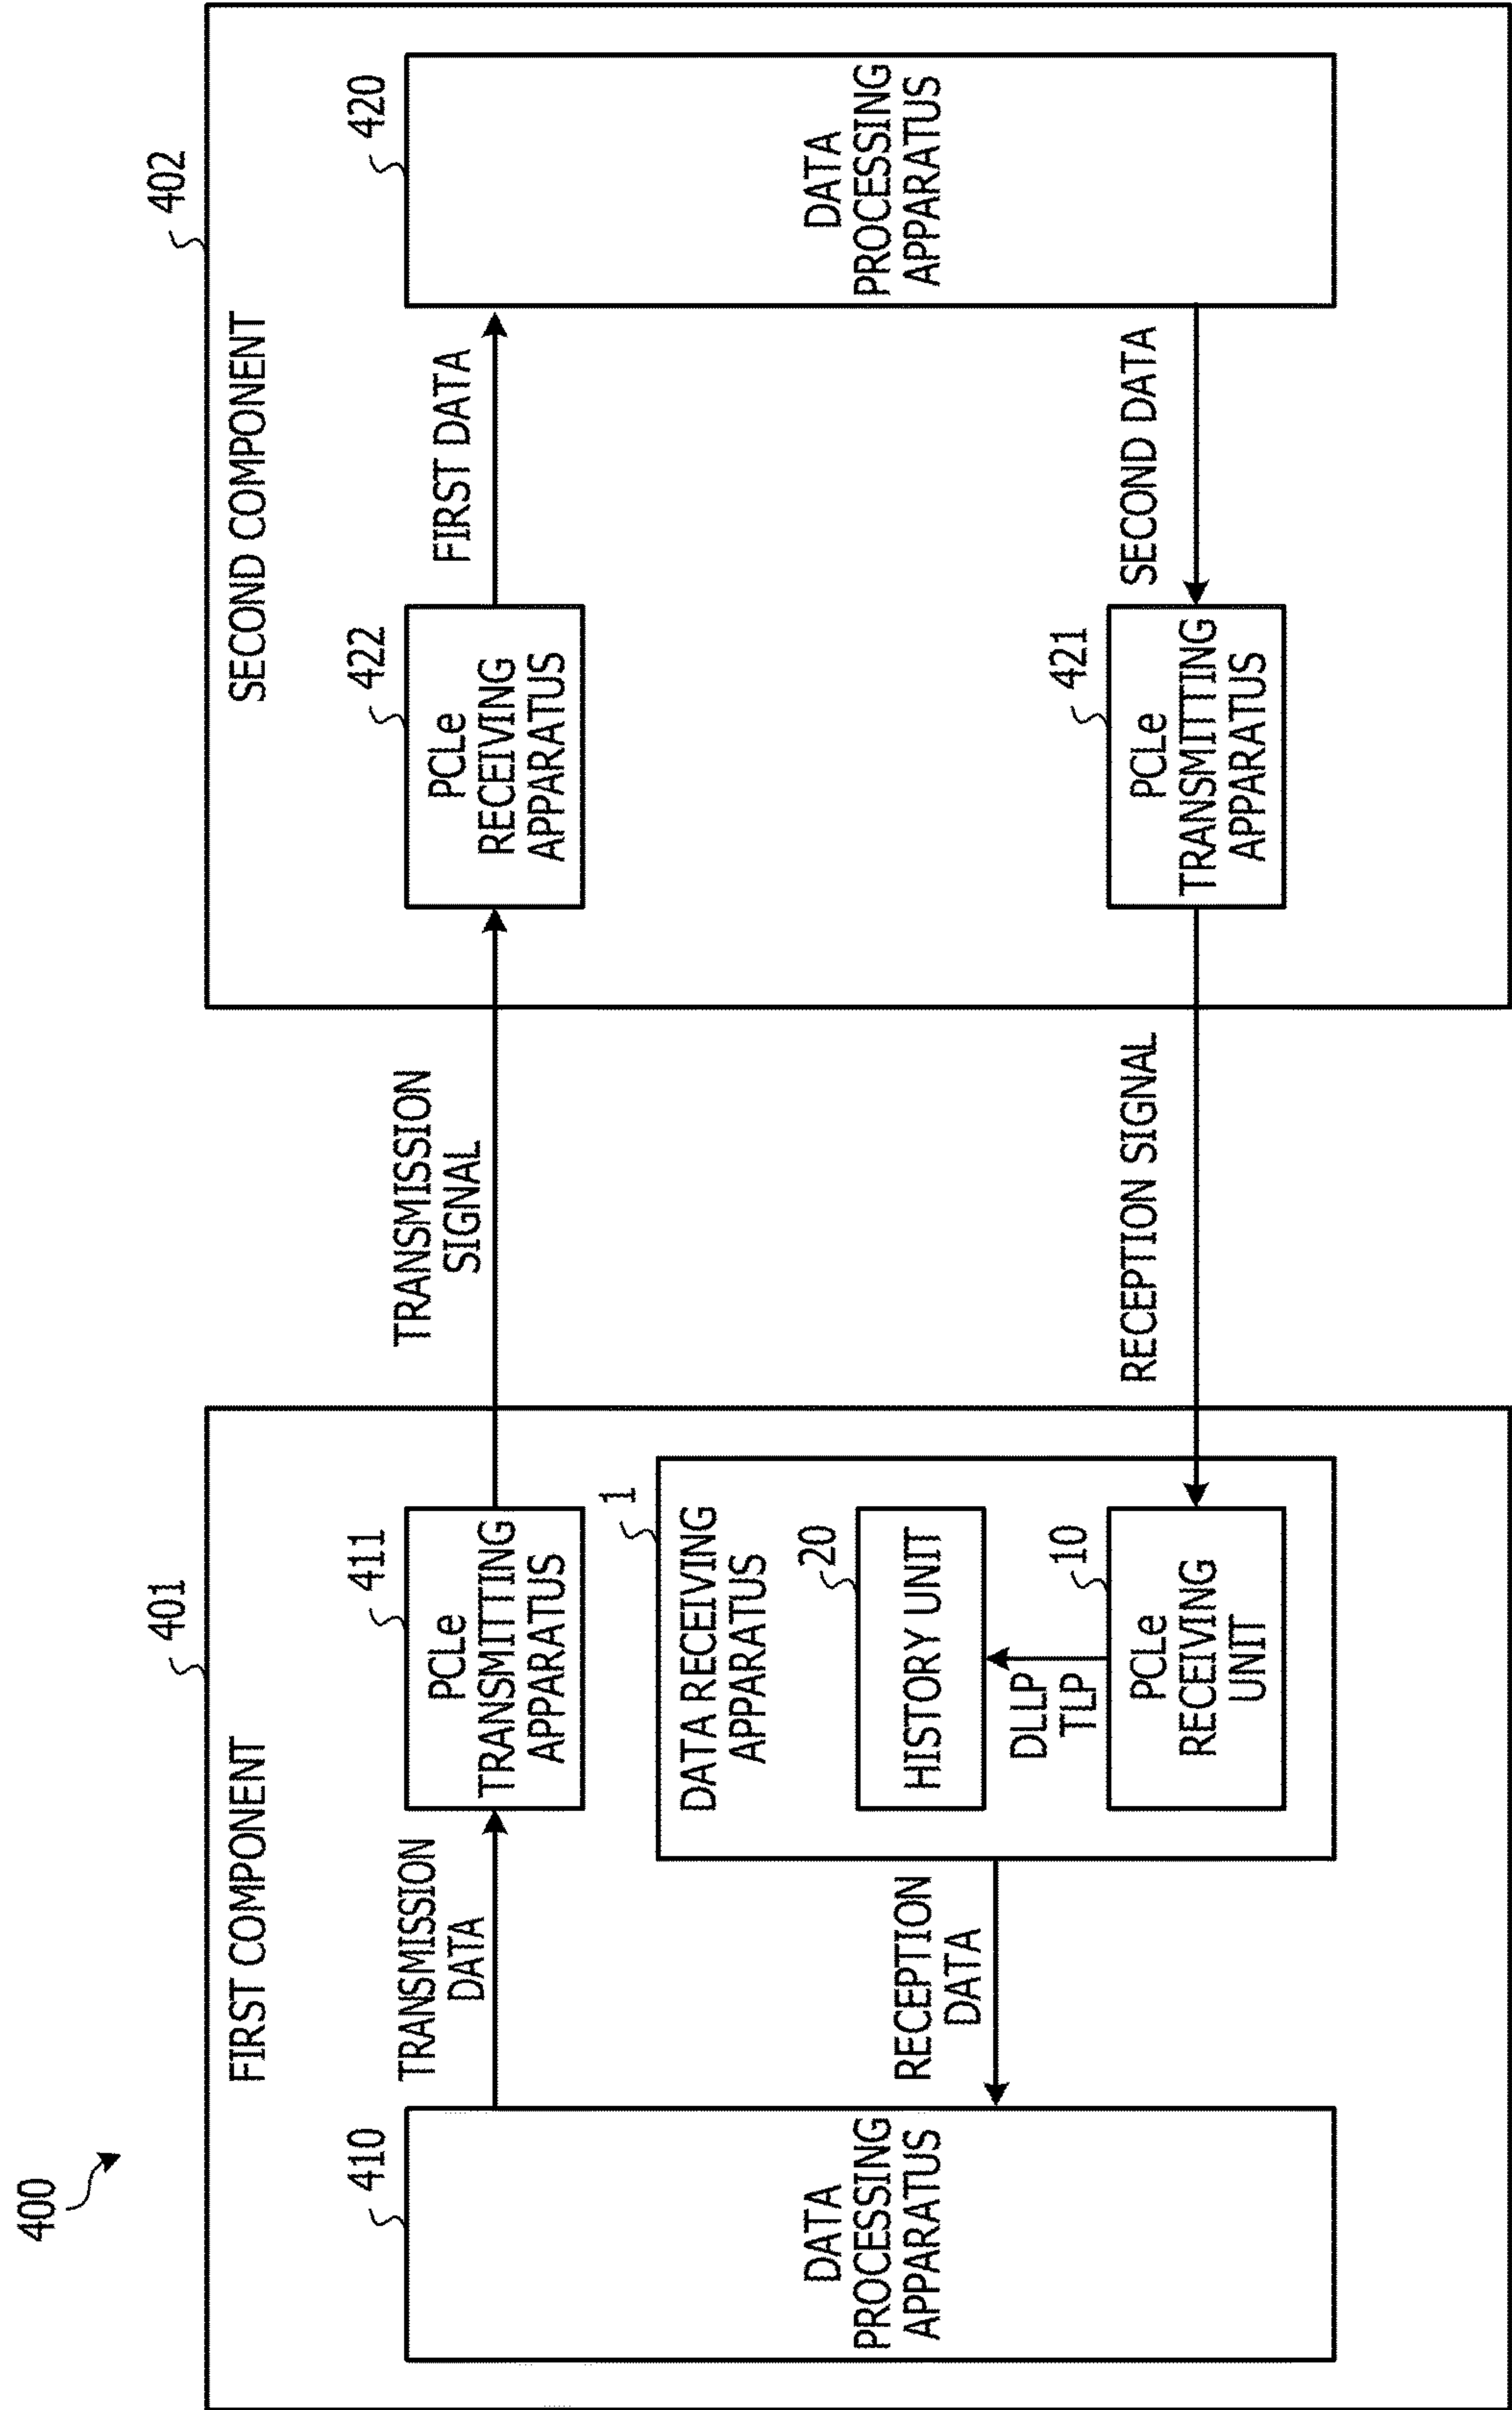 400
401
FIRST COMPONENT
410
DATA
PROCESSING
APPARATUS
TRANSMISSION
DATA
411
PCLe
TRANSMITTING
APPARATUS
RECEPTION
DATA
1
DATA RECEIVING
APPARATUS
20
HISTORY UNIT
DLLP
TLP
10
PCLe
RECEIVING
UNIT
TRANSMISSION
SIGNAL
RECEPTION SIGNAL
402
SECOND COMPONENT
422
PCLe
RECEIVING
APPARATUS
FIRST DATA
421
PCLe
TRANSMITTING
APPARATUS
SECOND DATA
420
DATA
PROCESSING
APPARATUS